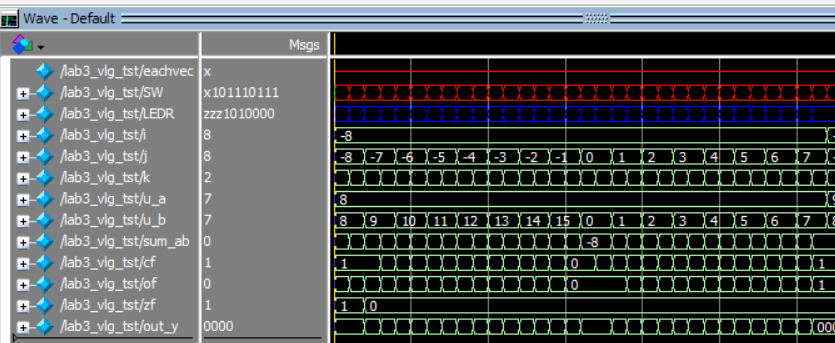 Wave - Default
Msgs
/lab3_vlg_tst/eachvec x
/lab3_vlg_tst/SW x101110111
/lab3_vlg_tst/LEDR zzz1010000
/lab3_vlg_tst/i 8 -8
/lab3_vlg_tst/j 8 -8 -7 -6 -5 -4 -3 -2 -1 0 1 2 3 4 5 6 7
/lab3_vlg_tst/k 2
/lab3_vlg_tst/u_a 7 8
/lab3_vlg_tst/u_b 7 8 9 10 11 12 13 14 15 0 1 2 3 4 5 6 7
/lab3_vlg_tst/sum_ab 0 -8
/lab3_vlg_tst/cf 1 1 0 1
/lab3_vlg_tst/of 0 0 1
/lab3_vlg_tst/zf 1 1 0
/lab3_vlg_tst/out_y 0000